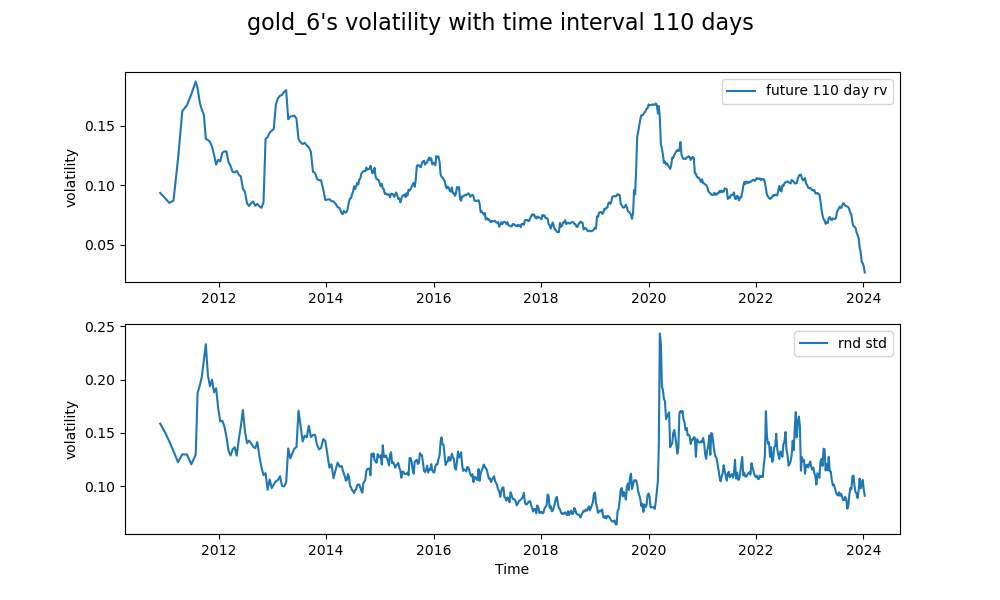 gold_6's volatility with time interval 110 days
future 110 day rv
volatility
0.15
0.10
0.05
2012 2014 2016 2018 2020 2022 2024
rnd std
volatility
0.25
0.20
0.15
0.10
2012 2014 2016 2018 2020 2022 2024
Time